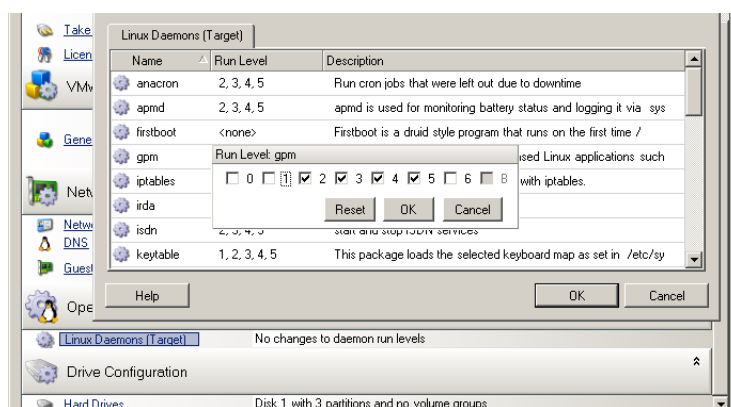 Take
Linux Daemons (Target)
Licen
Name Run Level Description
anacron 2, 3, 4, 5 Run cron jobs that were left out due to downtime
VMw
apmd 2, 3, 4, 5 apmd is used for monitoring battery status and logging it via sys
firstboot <none> Firstboot is a druid style program that runs on the first time /
Gene
gpm Run Level: gpm ased Linux applications such
iptables 0 1 2 3 4 5 6 B with iptables.
Netw
irda Reset OK Cancel
Netwo
isdn 2, 3, 4, 5 start and stop ISDN services
DNS
keytable 1, 2, 3, 4, 5 This package loads the selected keyboard map as set in /etc/sy
Guest
Help OK Cancel
Ope
Linux Daemons (Target) No changes to daemon run levels
Drive Configuration
Hard Drives Disk 1 with 3 partitions and no volume groups